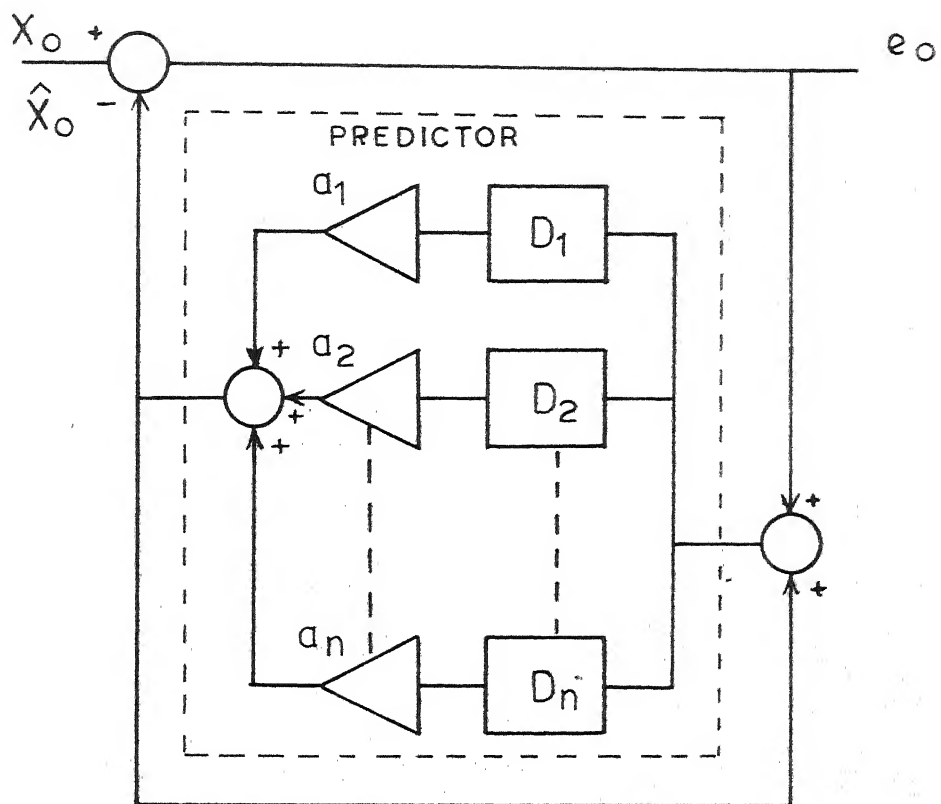 X₀ + e₀
X̂₀ -
PREDICTOR
a₁ D₁
+
a₂ D₂
+
+
+
+
aₙ Dₙ